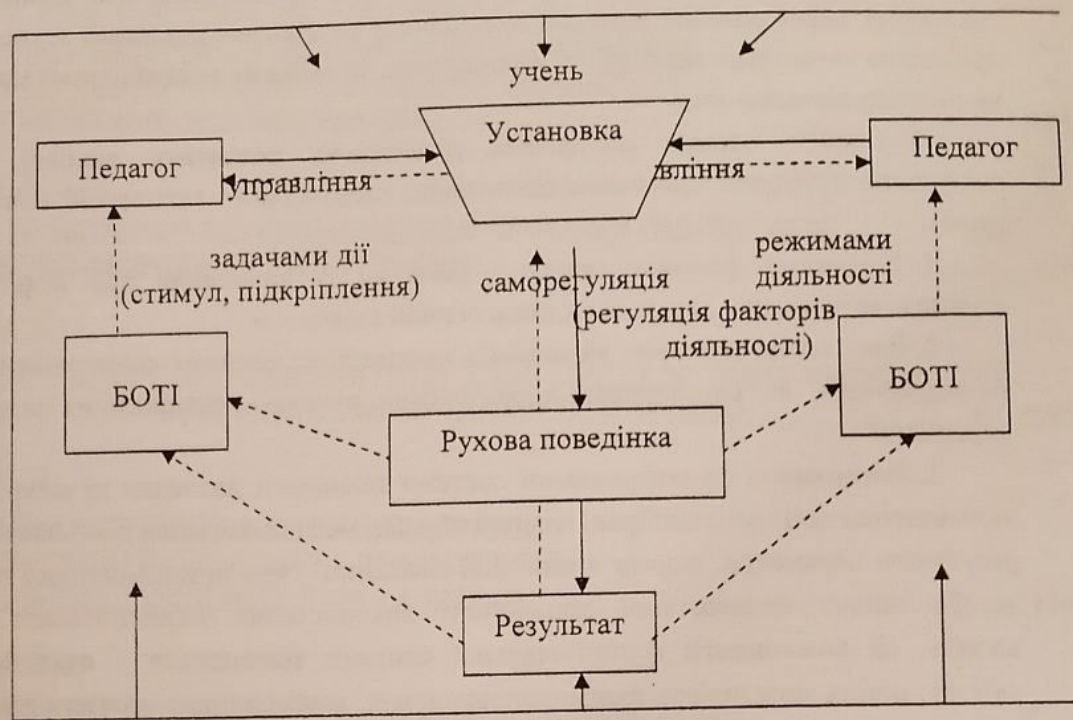 учень
Установка
Педагог
Педагог
управління
вління
задачами дії
(стимул, підкріплення)
саморегуляція
режимами
діяльності
(регуляція факторів
діяльності)
БОТІ
БОТІ
Рухова поведінка
Результат